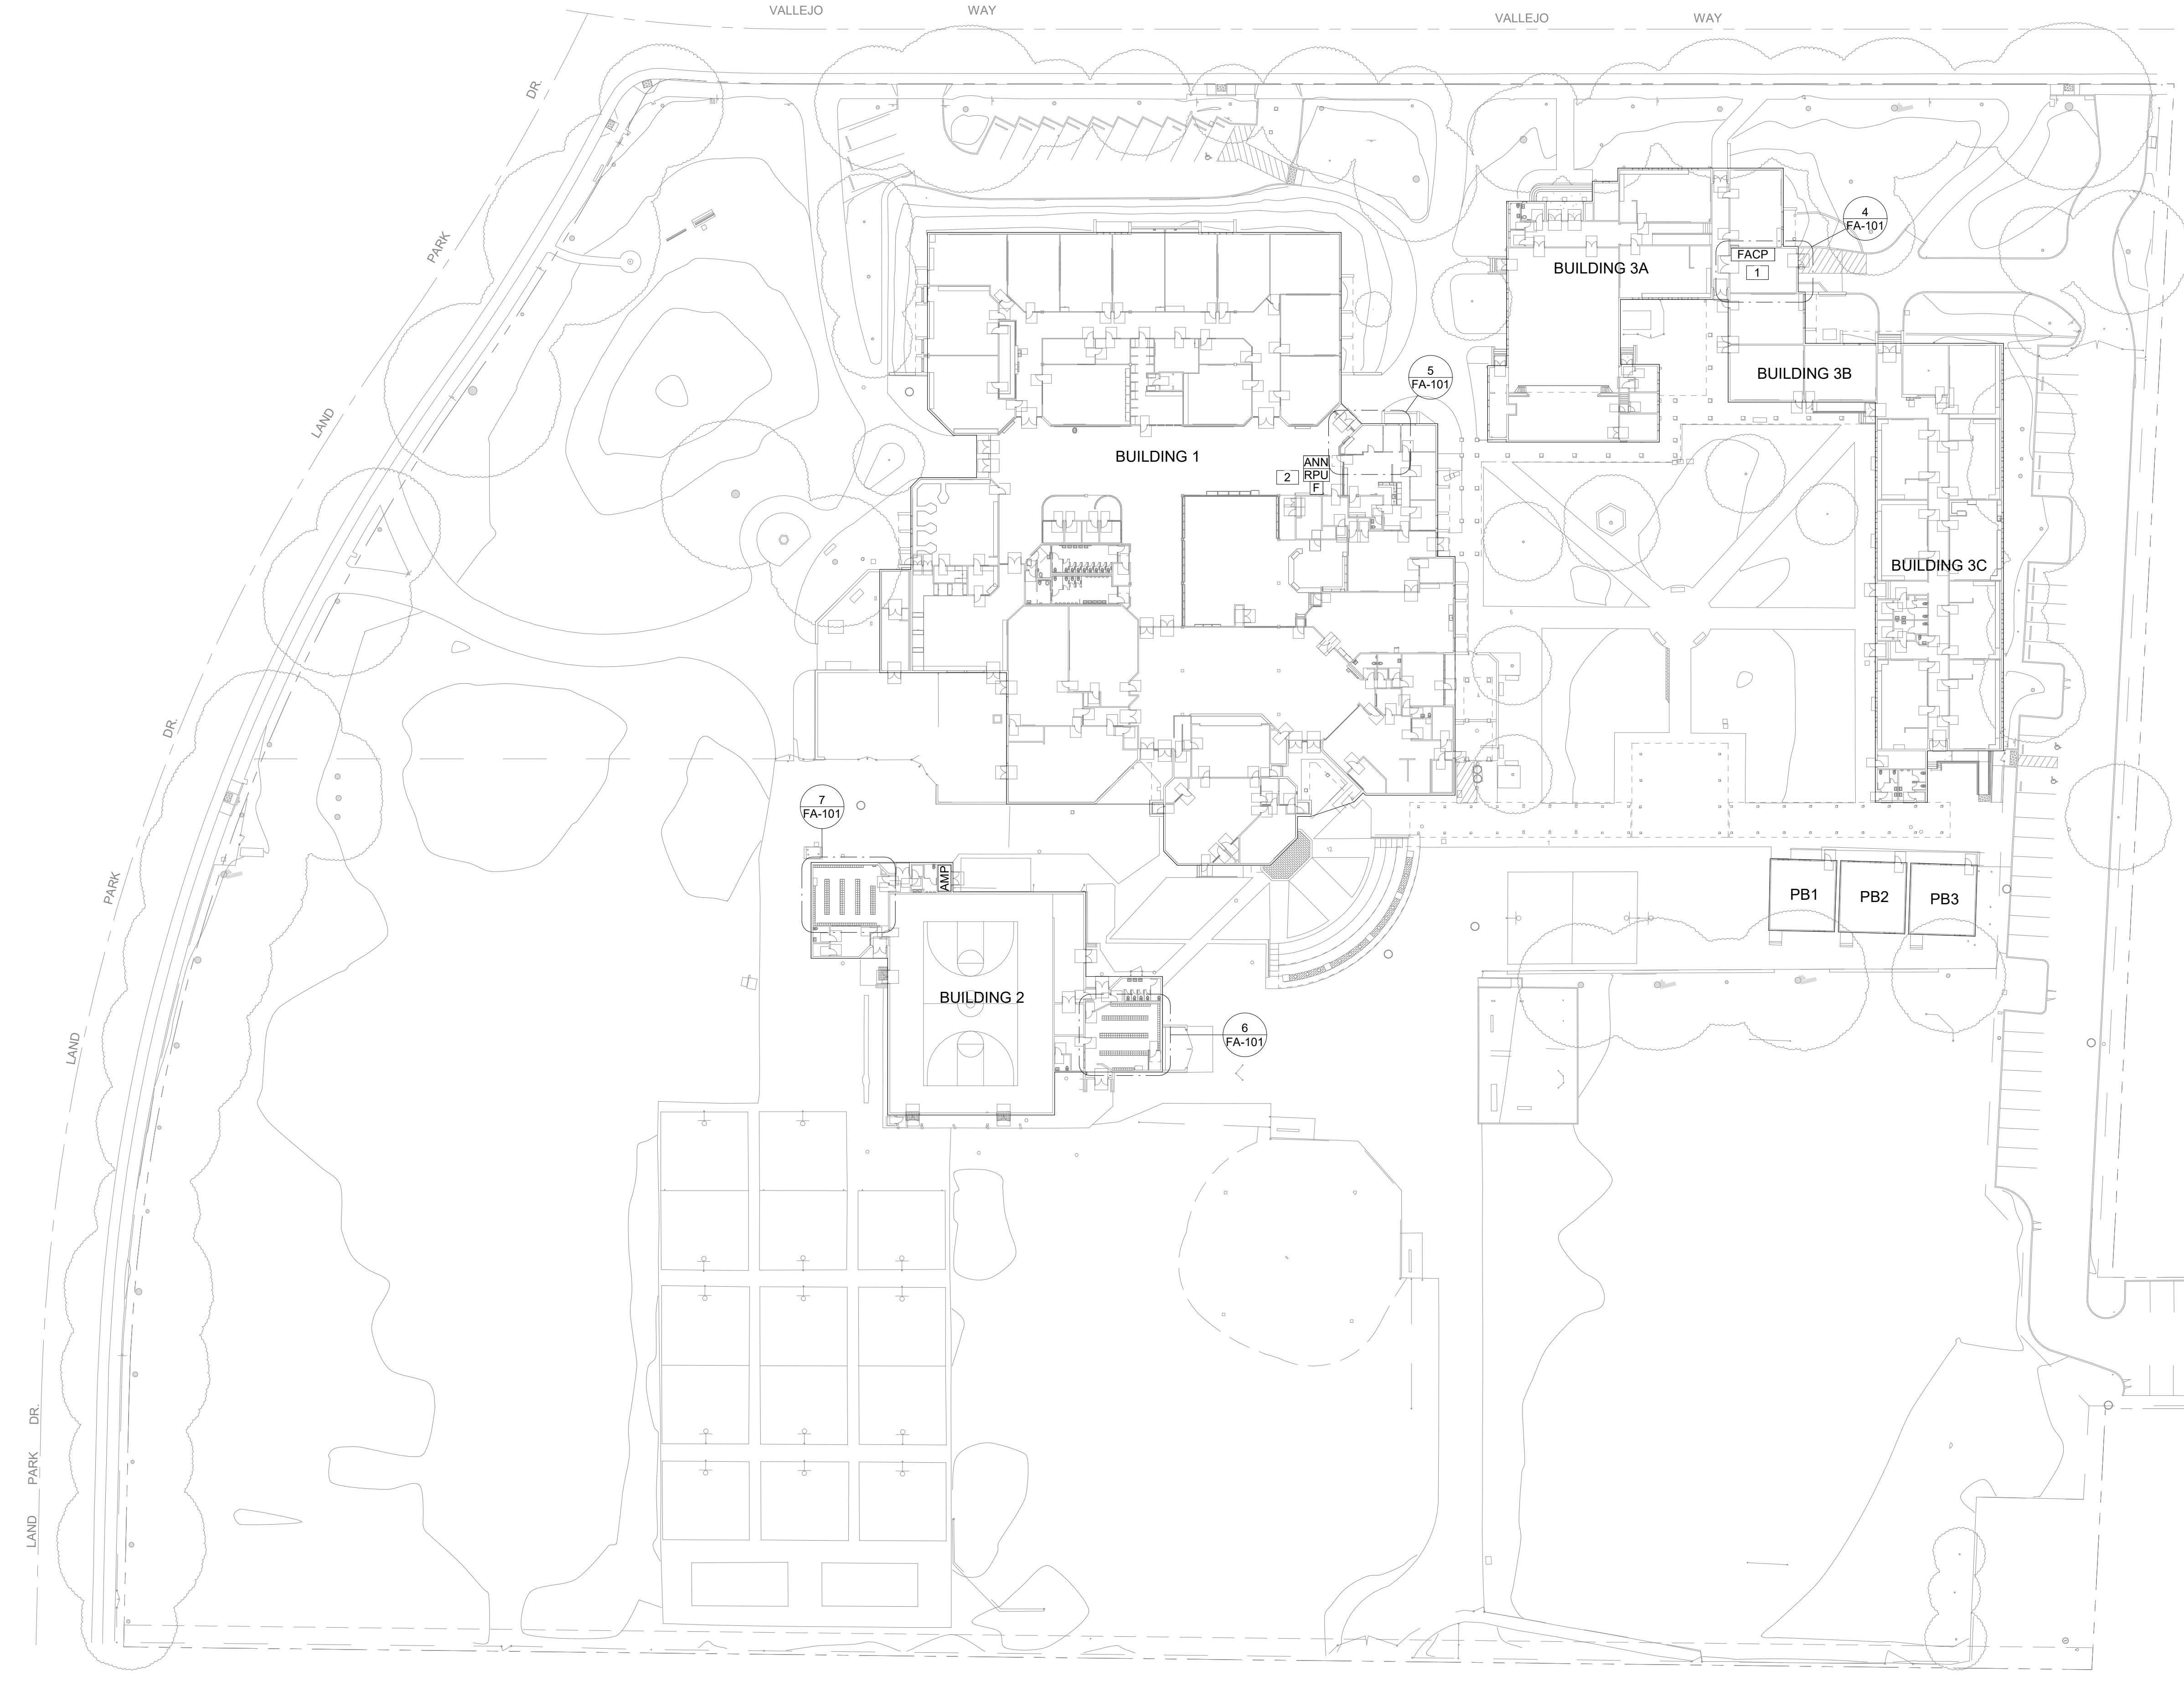 VALLEJO WAY
VALLEJO WAY
DR.
PARK
LAND
DR.
PARK
LAND
LAND PARK DR.
4
FA-101
FACP
1
BUILDING 3A
BUILDING 3B
5
FA-101
BUILDING 1
ANN
2
RPU
F
BUILDING 3C
7
FA-101
AMP
PB1
PB2
PB3
BUILDING 2
6
FA-101